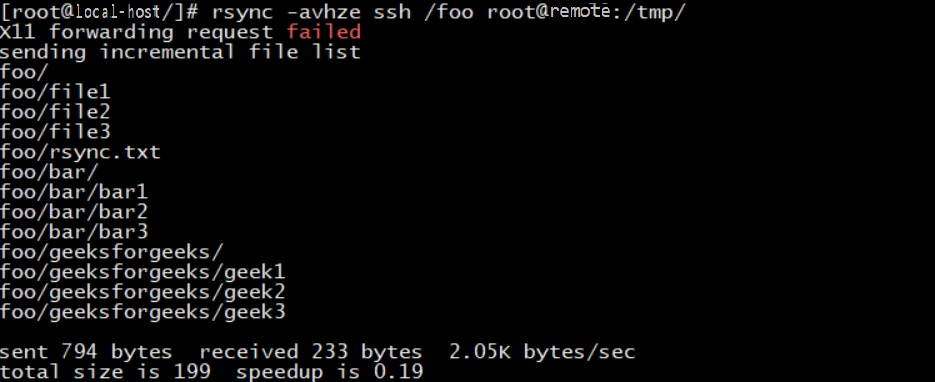 [root@local-host/]# rsync -avhze ssh /foo root@remote:/tmp/
X11 forwarding request failed
sending incremental file list
foo/
foo/file1
foo/file2
foo/file3
foo/rsync.txt
foo/bar/
foo/bar/bar1
foo/bar/bar2
foo/bar/bar3
foo/geeksforgeeks/
foo/geeksforgeeks/geek1
foo/geeksforgeeks/geek2
foo/geeksforgeeks/geek3
sent 794 bytes  received 233 bytes  2.05K bytes/sec
total size is 199  speedup is 0.19